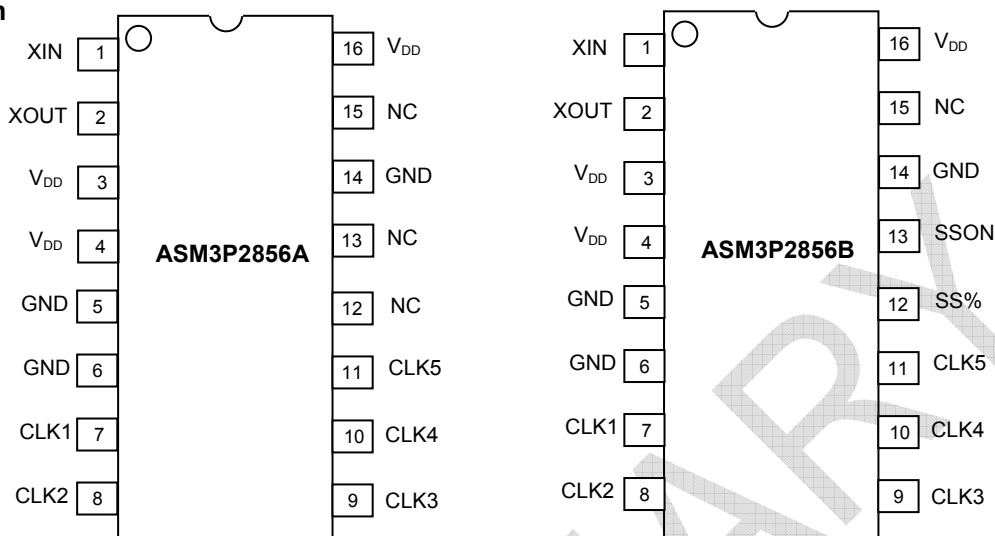 n
XIN 1 16 VDD XIN 1 16 VDD
XOUT 2 15 NC XOUT 2 15 NC
VDD 3 14 GND VDD 3 14 GND
VDD 4 13 NC VDD 4 13 SSON
ASM3P2856A ASM3P2856B
GND 5 12 NC GND 5 12 SS%
GND 6 11 CLK5 GND 6 11 CLK5
CLK1 7 10 CLK4 CLK1 7 10 CLK4
CLK2 8 9 CLK3 CLK2 8 9 CLK3